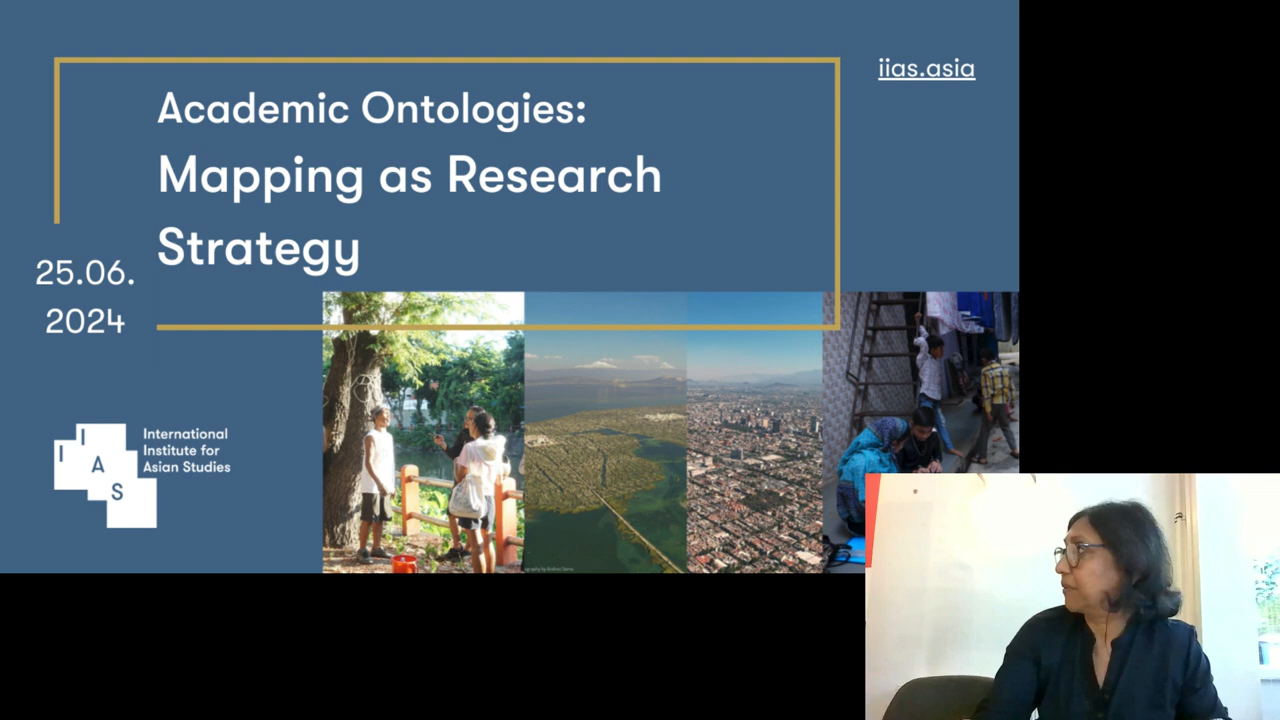 iias.asia
Academic Ontologies:
Mapping as Research
Strategy
25.06.
2024
I
I
A
S
International
Institute for
Asian Studies